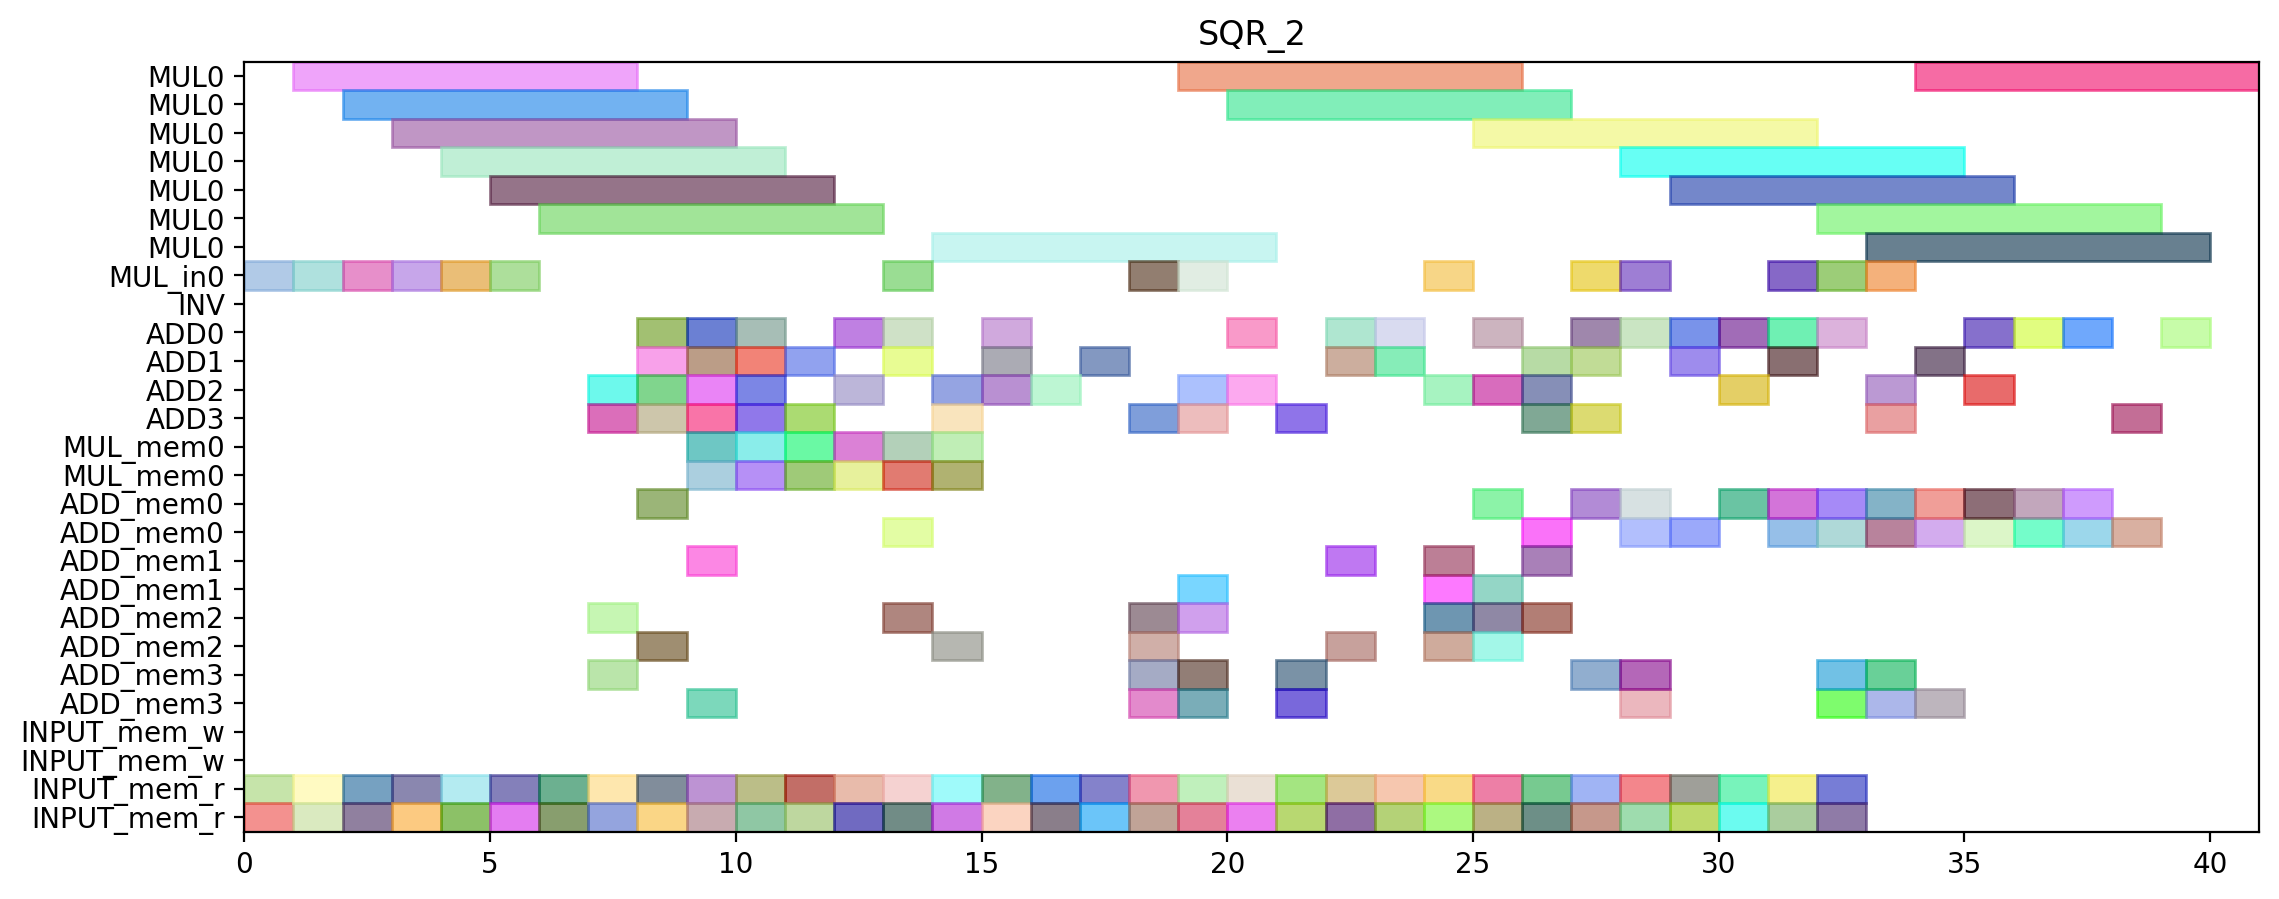 SQR_2
MUL0
MUL0
MUL0
MUL0
MUL0
MUL0
MUL0
MUL_in0
INV
ADD0
ADD1
ADD2
ADD3
MUL_mem0
MUL_mem0
ADD_mem0
ADD_mem0
ADD_mem1
ADD_mem1
ADD_mem2
ADD_mem2
ADD_mem3
ADD_mem3
INPUT_mem_w
INPUT_mem_w
INPUT_mem_r
INPUT_mem_r
0 5 10 15 20 25 30 35 40